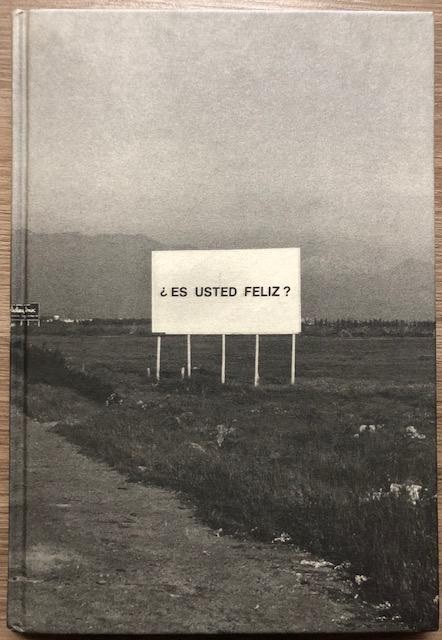 ¿ ES USTED FELIZ ?